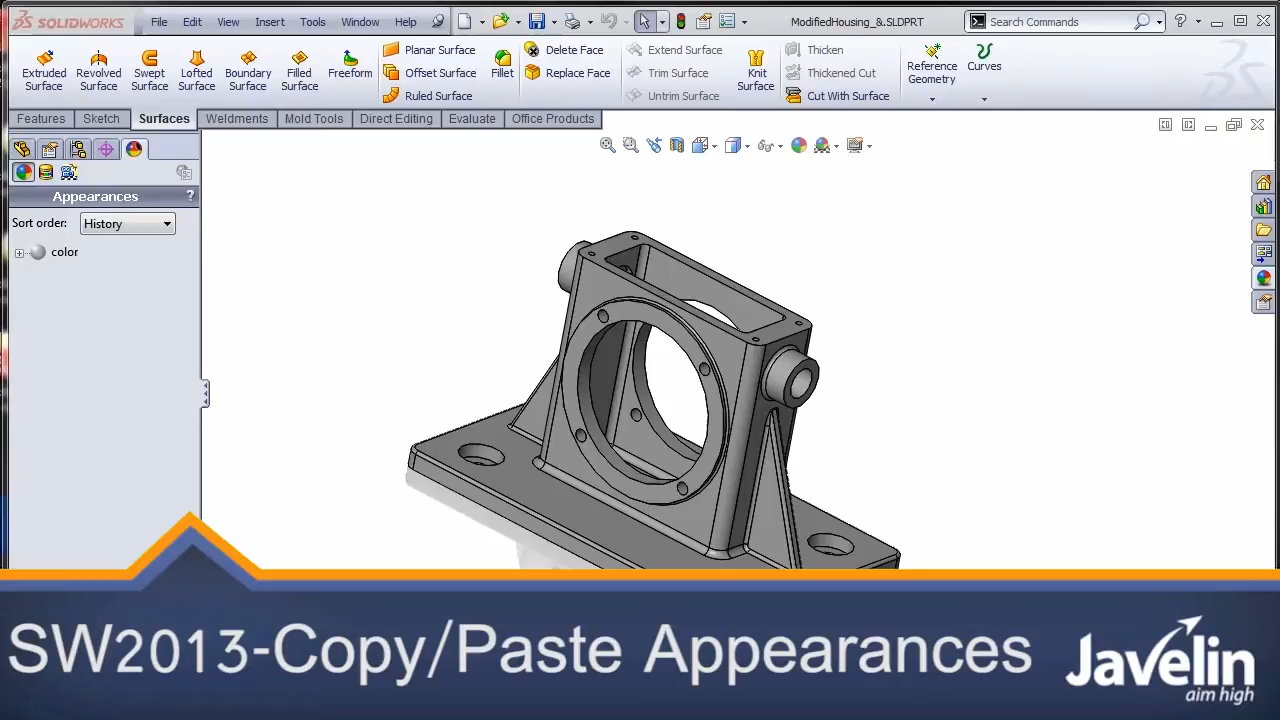 SOLIDWORKS File Edit View Insert Tools Window Help ModifiedHousing_&.SLDPRT Search Commands ?
Extruded Surface
Revolved Surface
Swept Surface
Lofted Surface
Boundary Surface
Filled Surface
Freeform
Planar Surface
Offset Surface
Ruled Surface
Fillet
Delete Face
Replace Face
Extend Surface
Trim Surface
Untrim Surface
Knit Surface
Thicken
Thickened Cut
Cut With Surface
Reference Geometry
Curves
Features Sketch Surfaces Weldments Mold Tools Direct Editing Evaluate Office Products
Appearances ?
Sort order: History
color
SW2013-Copy/Paste Appearances
Javelin
aim high